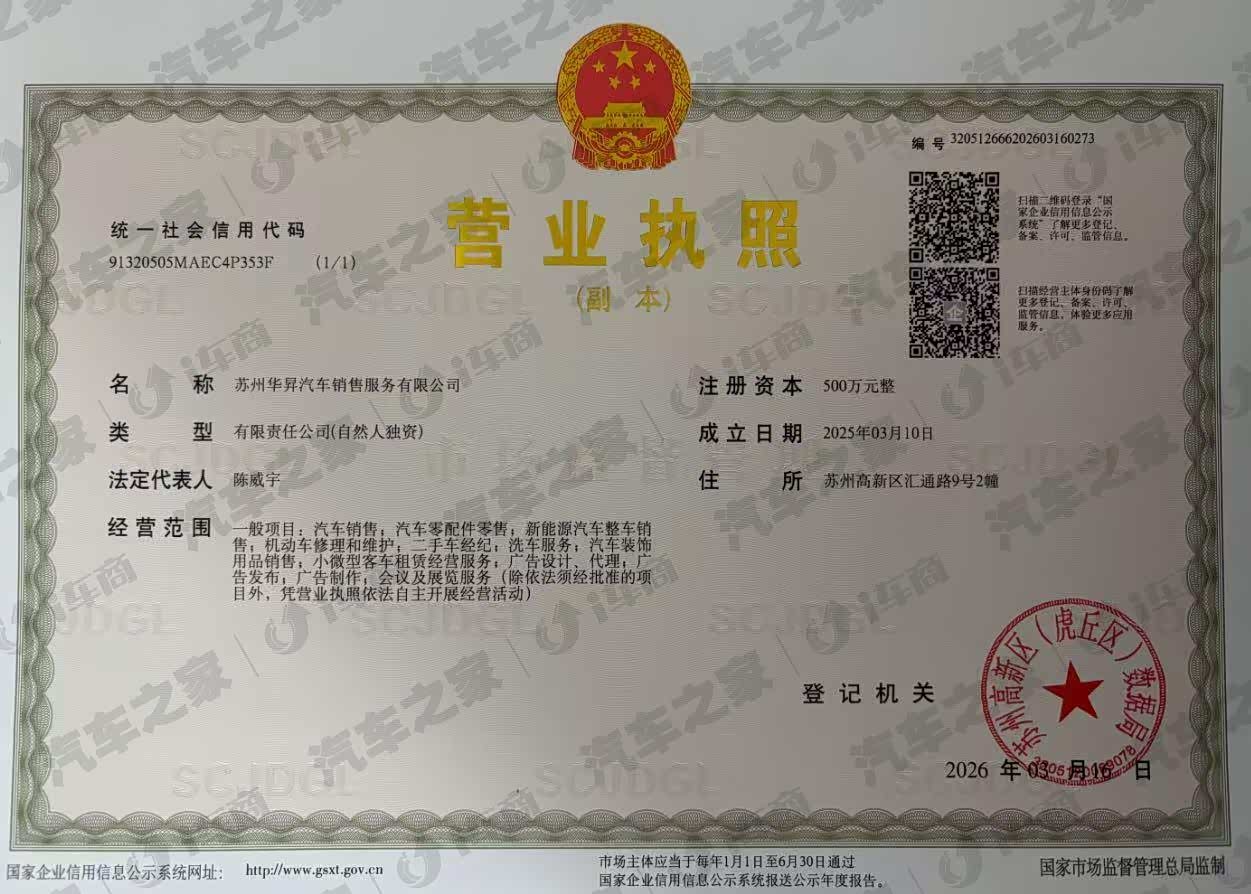 编号 320512666202603160273
营业执照
(副本)
统一社会信用代码
91320505MAEC4P353F (1/1)
扫描二维码登录“国
家企业信用信息公示
系统”了解更多登记、
备案、许可、监管信息。
扫描经营主体身份码了解
更多登记、备案、许可、
监管信息，体验更多应用
服务。
企
名称 苏州华昇汽车销售服务有限公司
类型 有限责任公司(自然人独资)
法定代表人 陈威宇
经营范围 一般项目：汽车销售；汽车零配件零售；新能源汽车整车销
售；机动车修理和维护；二手车经纪；洗车服务；汽车装饰
用品销售；小微型客车租赁经营服务；广告设计、代理；广
告发布；广告制作；会议及展览服务（除依法须经批准的项
目外，凭营业执照依法自主开展经营活动）
注册资本 500万元整
成立日期 2025年03月10日
住所 苏州高新区汇通路9号2幢
登记机关
苏州高新区（虎丘区）数据局
2026 年 03 月 16 日
国家企业信用信息公示系统网址： http://www.gsxt.gov.cn
市场主体应当于每年1月1日至6月30日通过
国家企业信用信息公示系统报送公示年度报告。
国家市场监督管理总局监制
汽车之家
i车商
SCJDGL